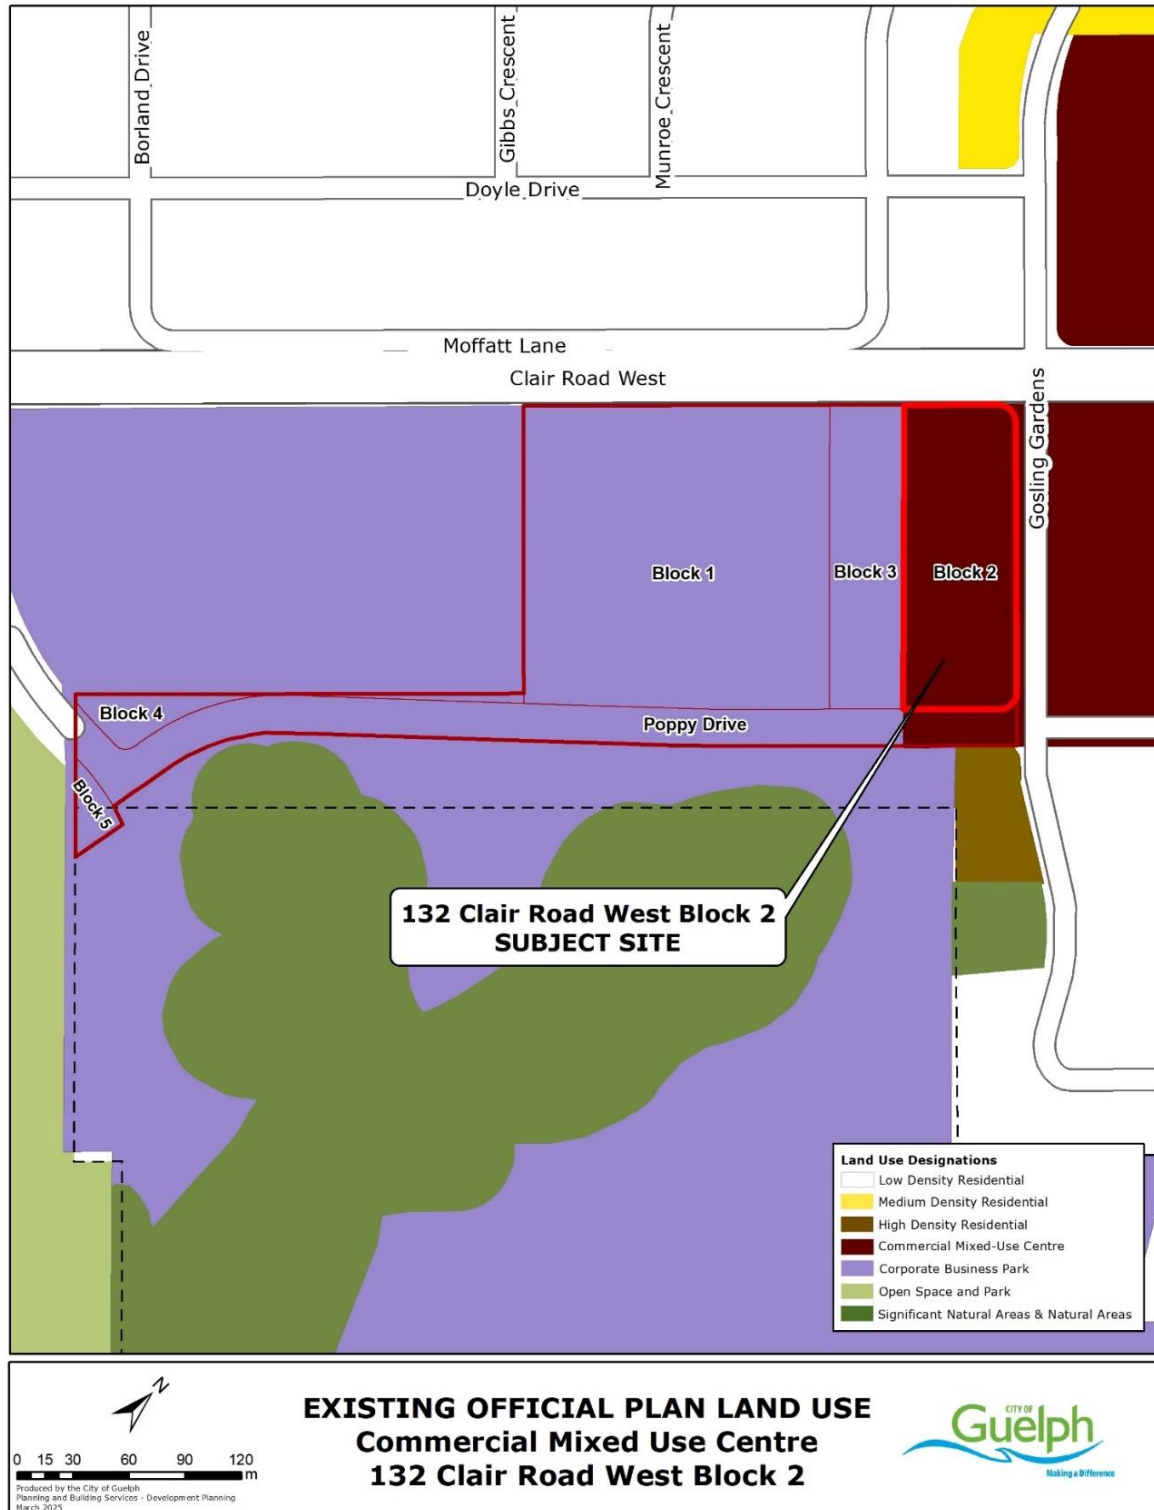 Borland Drive
Gibbs Crescent
Munroe Crescent
Doyle Drive
Moffatt Lane
Clair Road West
Gosling Gardens
Block 1
Block 3
Block 2
Block 4
Poppy Drive
Block 5
132 Clair Road West Block 2
SUBJECT SITE
Land Use Designations
Low Density Residential
Medium Density Residential
High Density Residential
Commercial Mixed-Use Centre
Corporate Business Park
Open Space and Park
Significant Natural Areas & Natural Areas
N
0 15 30 60 90 120
m
Produced by the City of Guelph
Planning and Building Services - Development Planning
March 2025
EXISTING OFFICIAL PLAN LAND USE
Commercial Mixed Use Centre
132 Clair Road West Block 2
CITY OF
Guelph
Making a Difference